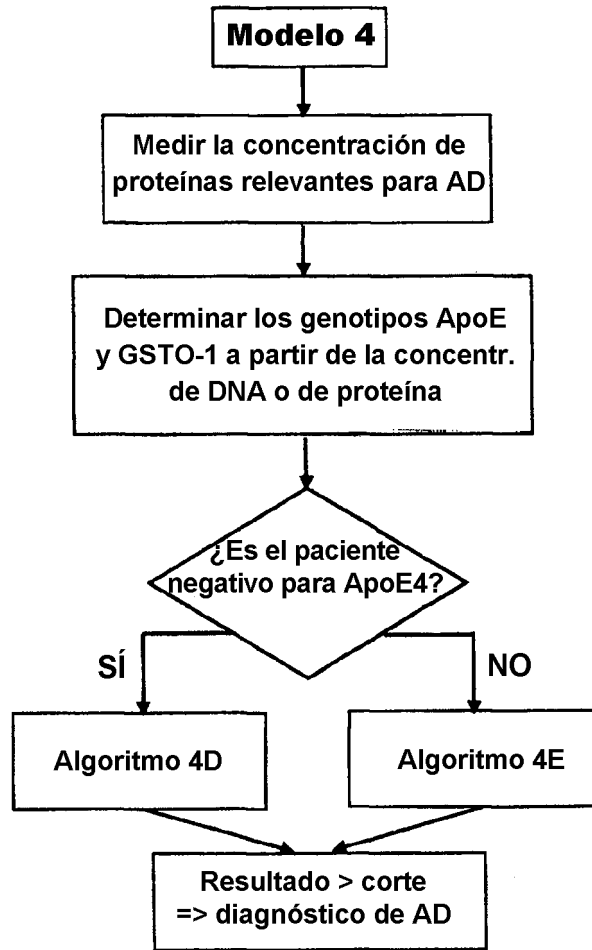 Modelo 4
Medir la concentración de
proteínas relevantes para AD
Determinar los genotipos ApoE
y GSTO-1 a partir de la concentr.
de DNA o de proteína
¿Es el paciente
negativo para ApoE4?
SÍ
NO
Algoritmo 4D
Algoritmo 4E
Resultado > corte
=> diagnóstico de AD